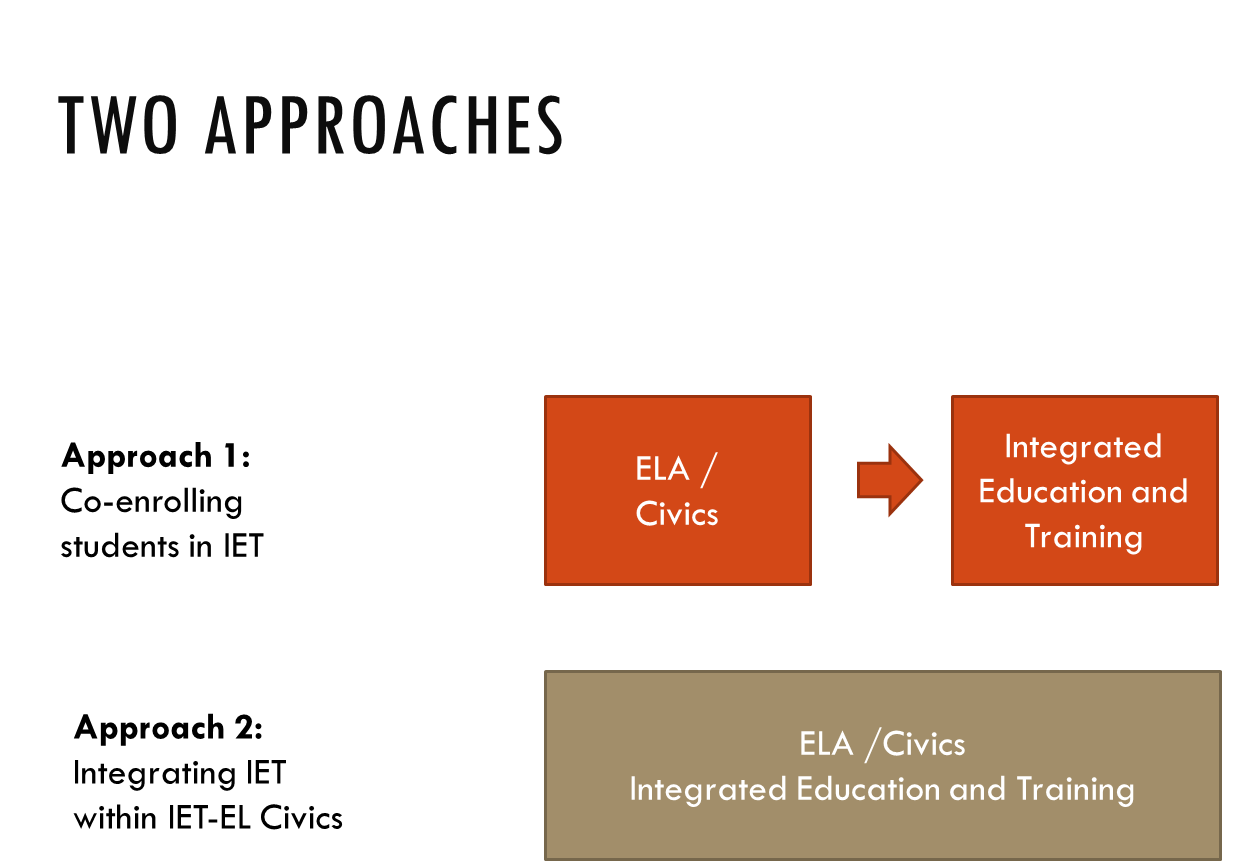 TWO APPROACHES
Approach 1:
Co-enrolling
students in IET
ELA /
Civics
Integrated
Education and
Training
Approach 2:
Integrating IET
within IET-EL Civics
ELA /Civics
Integrated Education and Training